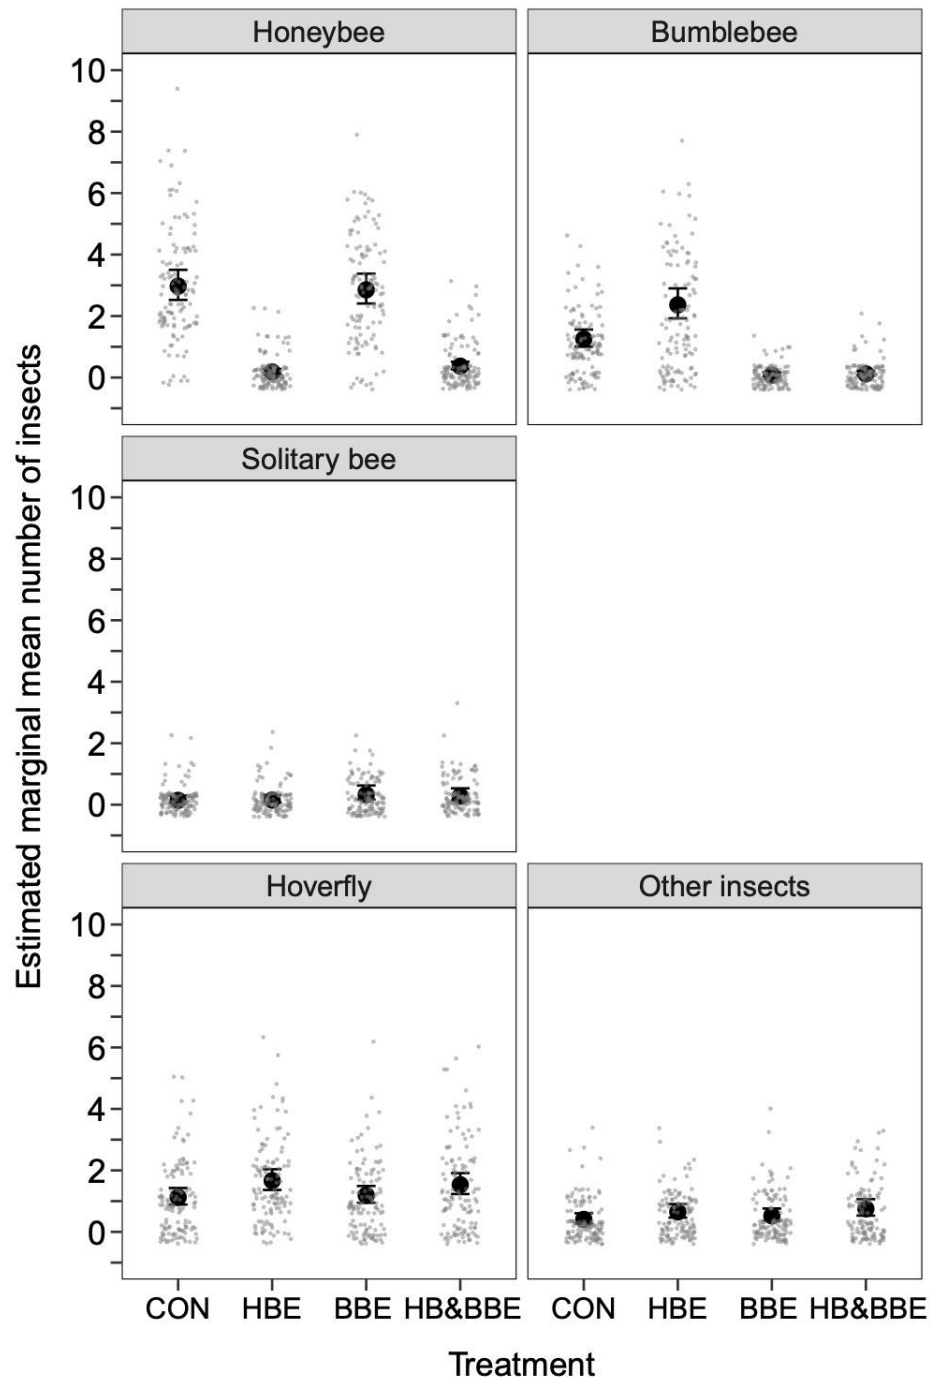 Honeybee
Bumblebee
10
8
6
4
2
0
Solitary bee
10
8
6
4
2
0
Hoverfly
Other insects
10
8
6
4
2
0
CON HBE BBE HB&BBE CON HBE BBE HB&BBE
Treatment
Estimated marginal mean number of insects